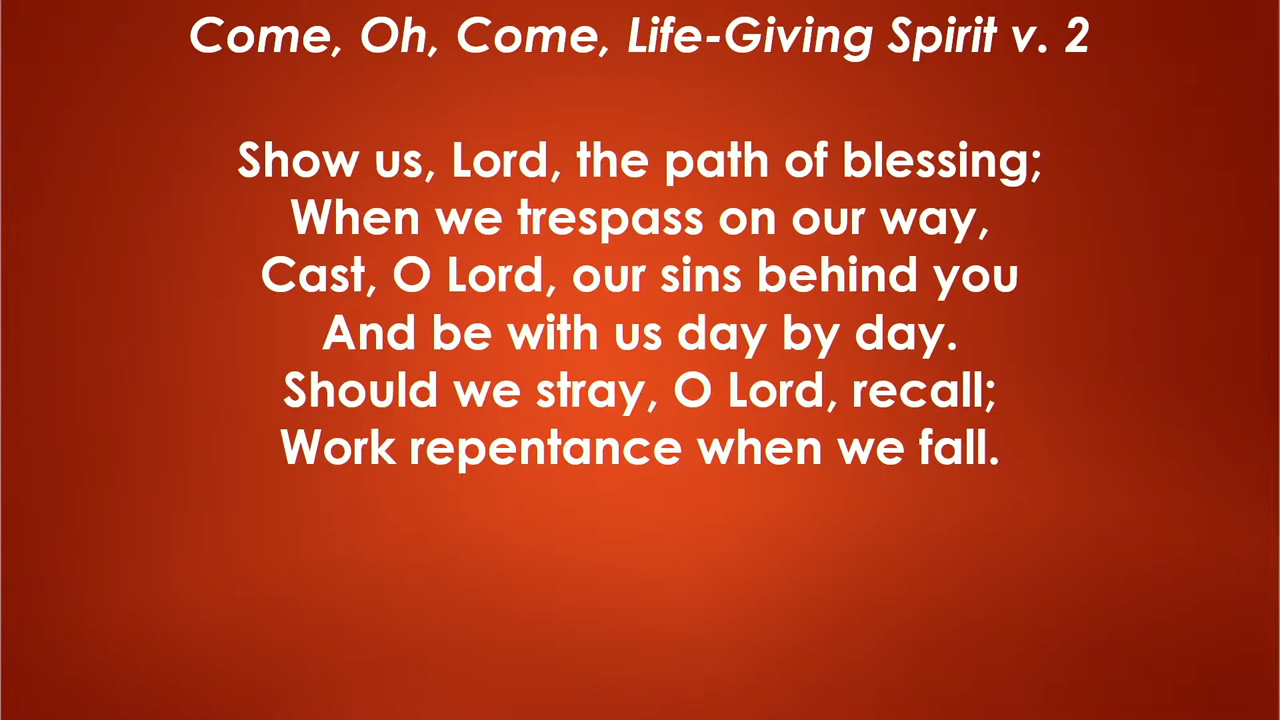 Come, Oh, Come, Life-Giving Spirit v. 2
Show us, Lord, the path of blessing;
When we trespass on our way,
Cast, O Lord, our sins behind you
And be with us day by day.
Should we stray, O Lord, recall;
Work repentance when we fall.